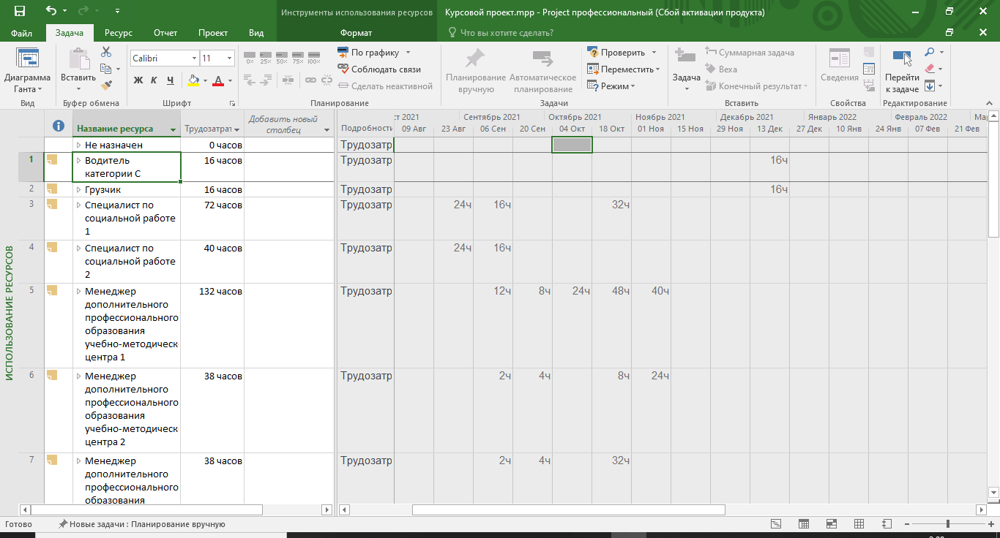 Инструменты использования ресурсов
Курсовой проект.mpp - Project профессиональный (Сбой активации продукта)
Файл Задача Ресурс Отчет Проект Вид Формат Что вы хотите сделать?
Диаграмма Ганта
Вид
Вставить
Буфер обмена
Calibri 11
Ж К Ч А
Шрифт
0% 25% 50% 75% 100%
По графику
Соблюдать связи
Сделать неактивной
Планирование
Планирование вручную
Автоматическое планирование
Проверить
Переместить
Режим
Задачи
Задача
Суммарная задача
Веха
Конечный результат
Вставить
Сведения
Свойства
Перейти к задаче
Редактирование
Название ресурса Трудозатрат Добавить новый столбец
Подробности
ст 2021 Сентябрь 2021 Октябрь 2021 Ноябрь 2021 Декабрь 2021 Январь 2022 Февраль 2022 Ма
09 Авг 23 Авг 06 Сен 20 Сен 04 Окт 18 Окт 01 Ноя 15 Ноя 29 Ноя 13 Дек 27 Дек 10 Янв 24 Янв 07 Фев 21 Фев
Не назначен 0 часов Трудозатр
1 Водитель 16 часов Трудозатр 16ч
категории С
2 Грузчик 16 часов Трудозатр 16ч
3 Специалист по 72 часов Трудозатр 24ч 16ч 32ч
социальной работе
1
4 Специалист по 40 часов Трудозатр 24ч 16ч
социальной работе
2
5 Менеджер 132 часов Трудозатр 12ч 8ч 24ч 48ч 40ч
дополнительного
профессионального
образования
учебно-методическ
центра 1
6 Менеджер 38 часов Трудозатр 2ч 4ч 8ч 24ч
дополнительного
профессионального
образования
учебно-методическ
центра 2
7 Менеджер 38 часов Трудозатр 2ч 4ч 32ч
дополнительного
профессионального
образования
ИСПОЛЬЗОВАНИЕ РЕСУРСОВ
Готово Новые задачи : Планирование вручную